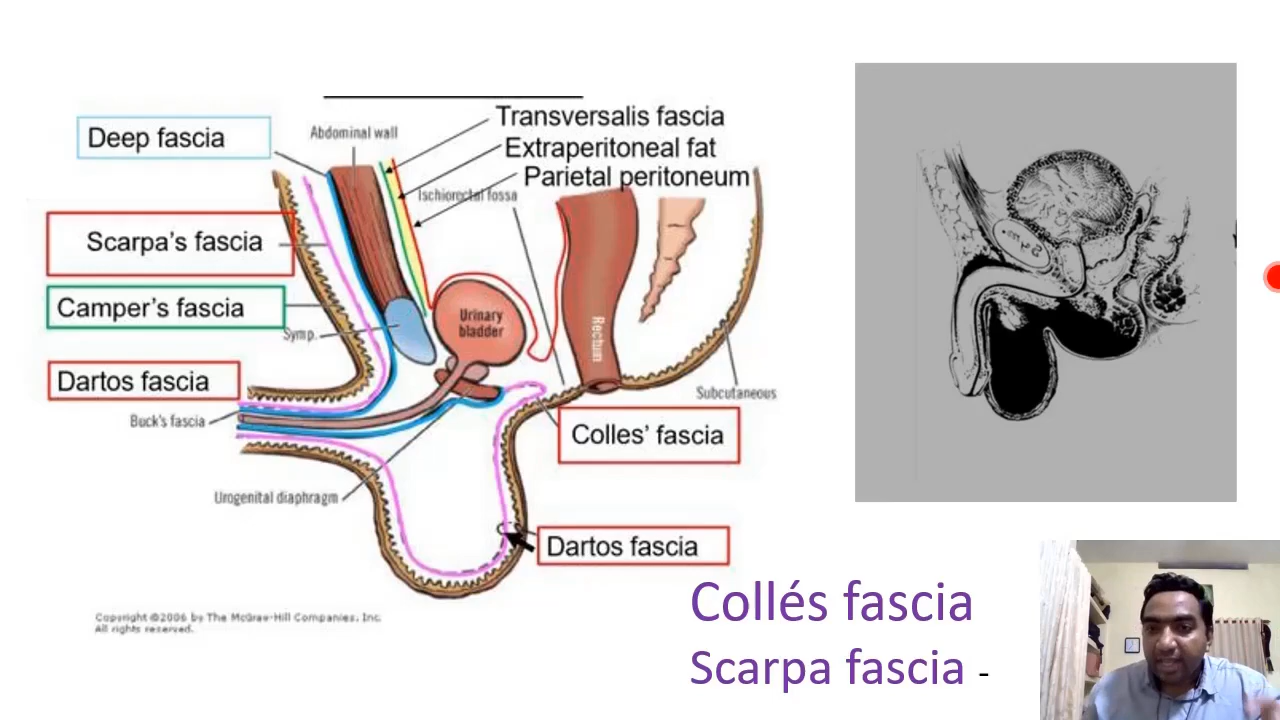 Transversalis fascia
Deep fascia
Abdominal wall
Extraperitoneal fat
Parietal peritoneum
Ischiorectal fossa
Scarpa's fascia
Camper's fascia
Symp.
Urinary
bladder
Rectum
Dartos fascia
Buck's fascia
Subcutaneous
Colles' fascia
Urogenital diaphragm
Dartos fascia
Copyright ©2006 by The McGraw-Hill Companies, Inc.
All rights reserved.
Collés fascia
Scarpa fascia -